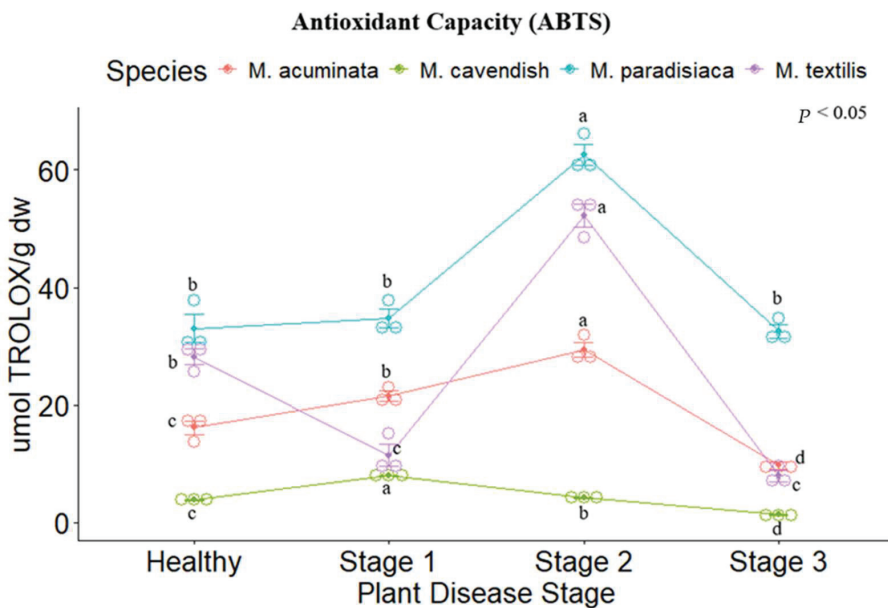 Antioxidant Capacity (ABTS)
Species M. acuminata M. cavendish M. paradisiaca M. textilis
P < 0.05
umol TROLOX/g dw
60
40
20
0
a
a
a
b
b
b
b
b
c
c
d
c
c
a
b
d
Healthy Stage 1 Stage 2 Stage 3
Plant Disease Stage